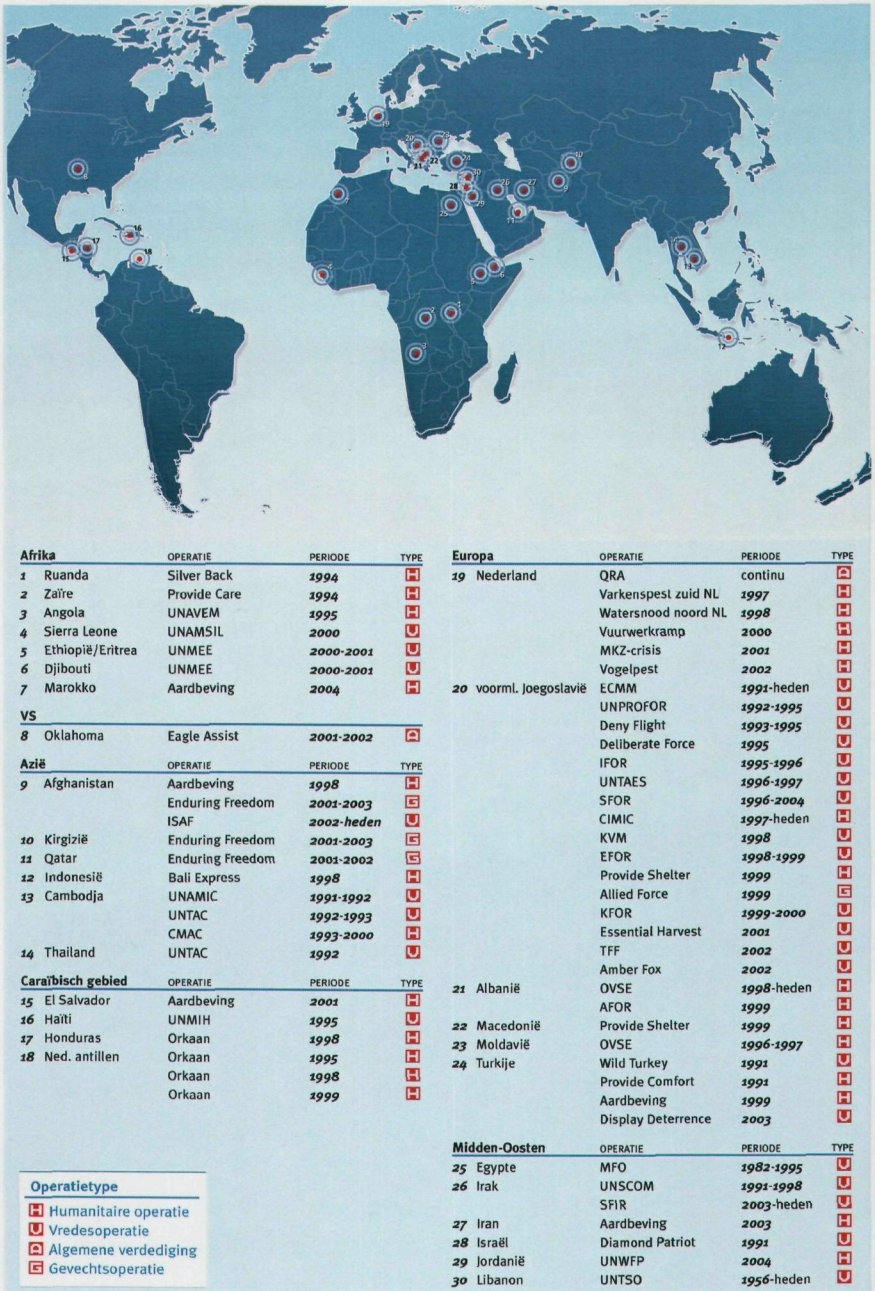 Afrika OPERATIE PERIODE TYPE
1 Ruanda Silver Back 1994 H
2 Zaïre Provide Care 1994 H
3 Angola UNAVEM 1995 H
4 Sierra Leone UNAMSIL 2000 U
5 Ethiopië/Eritrea UNMEE 2000-2001 U
6 Djibouti UNMEE 2000-2001 U
7 Marokko Aardbeving 2004 H
VS
8 Oklahoma Eagle Assist 2001-2002 A
Azië OPERATIE PERIODE TYPE
9 Afghanistan Aardbeving 1998 H
Enduring Freedom 2001-2003 G
ISAF 2002-heden U
10 Kirgizië Enduring Freedom 2001-2003 G
11 Qatar Enduring Freedom 2001-2002 G
12 Indonesië Bali Express 1998 H
13 Cambodja UNAMIC 1991-1992 U
UNTAC 1992-1993 U
CMAC 1993-2000 H
14 Thailand UNTAC 1992 U
Caraïbisch gebied OPERATIE PERIODE TYPE
15 El Salvador Aardbeving 2001 H
16 Haïti UNMIH 1995 U
17 Honduras Orkaan 1998 H
18 Ned. antillen Orkaan 1995 H
Orkaan 1998 H
Orkaan 1999 H
Operatietype
H Humanitaire operatie
U Vredesoperatie
A Algemene verdediging
G Gevechtsoperatie
Europa OPERATIE PERIODE TYPE
19 Nederland QRA continu A
Varkenspest zuid NL 1997 H
Watersnood noord NL 1998 H
Vuurwerkramp 2000 H
MKZ-crisis 2001 H
Vogelpest 2002 H
20 voorml. Joegoslavië ECMM 1991-heden U
UNPROFOR 1992-1995 U
Deny Flight 1993-1995 U
Deliberate Force 1995 U
IFOR 1995-1996 U
UNTAES 1996-1997 U
SFOR 1996-2004 U
CIMIC 1997-heden H
KVM 1998 U
EFOR 1998-1999 U
Provide Shelter 1999 H
Allied Force 1999 G
KFOR 1999-2000 U
Essential Harvest 2001 U
TFF 2002 U
Amber Fox 2002 U
21 Albanië OVSE 1998-heden H
AFOR 1999 H
22 Macedonië Provide Shelter 1999 H
23 Moldavië OVSE 1996-1997 H
24 Turkije Wild Turkey 1991 U
Provide Comfort 1991 H
Aardbeving 1999 H
Display Deterrence 2003 U
Midden-Oosten OPERATIE PERIODE TYPE
25 Egypte MFO 1982-1995 U
26 Irak UNSCOM 1991-1998 U
SFIR 2003-heden U
27 Iran Aardbeving 2003 H
28 Israël Diamond Patriot 1991 U
29 Jordanië UNWFP 2004 H
30 Libanon UNTSO 1956-heden U